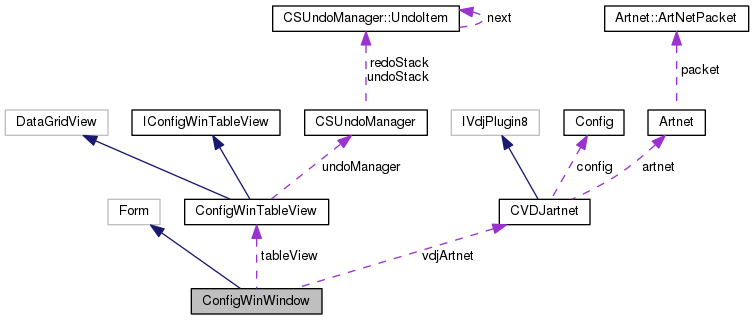 CSUndoManager::UndoItem
next
Artnet::ArtNetPacket
redoStack
undoStack
packet
DataGridView
IConfigWinTableView
CSUndoManager
IVdjPlugin8
Config
Artnet
undoManager
config
artnet
Form
ConfigWinTableView
CVDJartnet
tableView
vdjArtnet
ConfigWinWindow